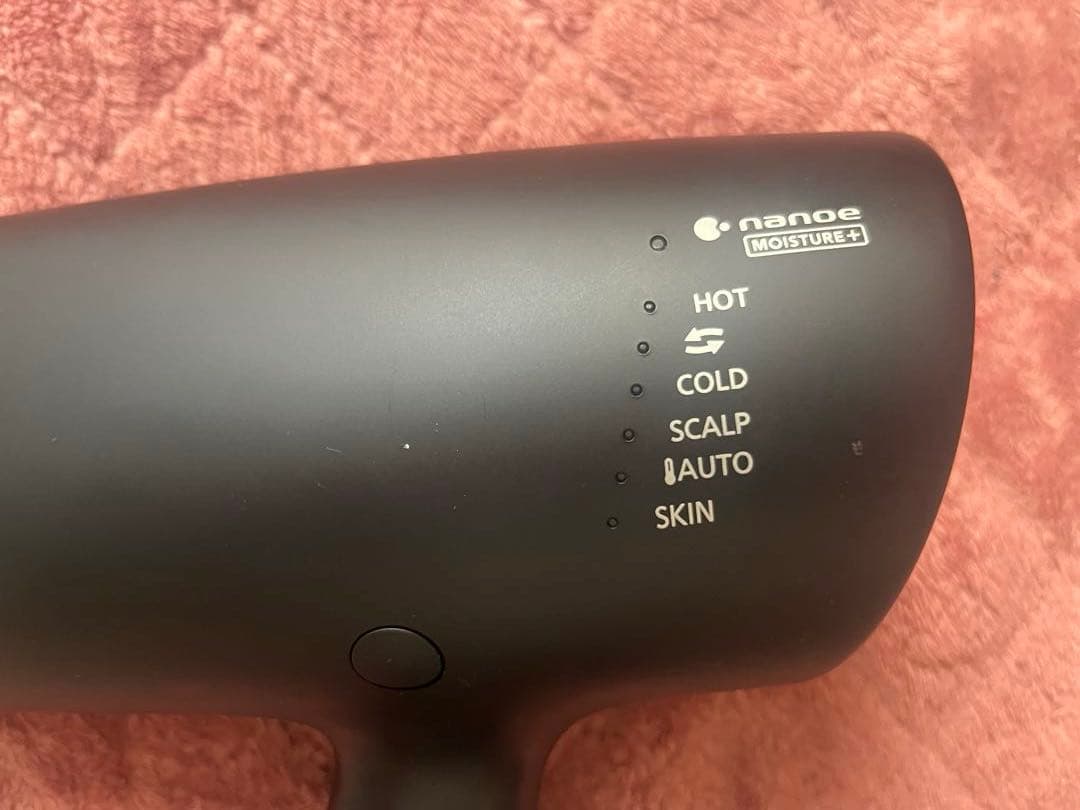 nanoe
MOISTURE+
HOT
COLD
SCALP
AUTO
SKIN